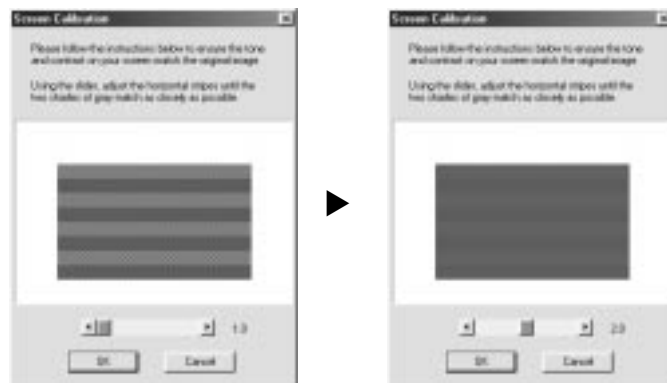 Screen Calibration
Please follow the instructions below to ensure the tone
and contrast on your screen match the original image.
Using the slider, adjust the horizontal stripes until the
two shades of gray match as closely as possible.
1.0
OK
Cancel
Screen Calibration
Please follow the instructions below to ensure the tone
and contrast on your screen match the original image.
Using the slider, adjust the horizontal stripes until the
two shades of gray match as closely as possible.
2.0
OK
Cancel